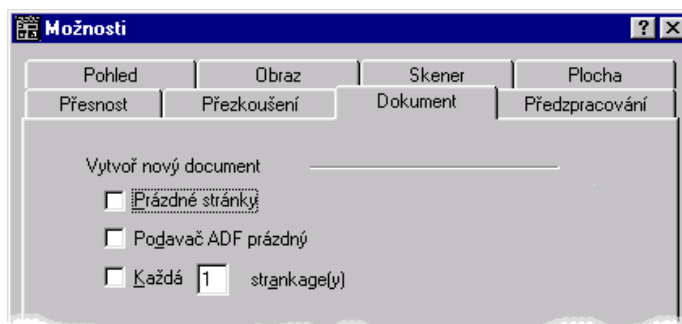 Možnosti
Pohled Obraz Skener Plocha
Přesnost Přezkoušení Dokument Předzpracování
Vytvoř nový document
Prázdné stránky
Podavač ADF prázdný
Každá 1 strankage(y)